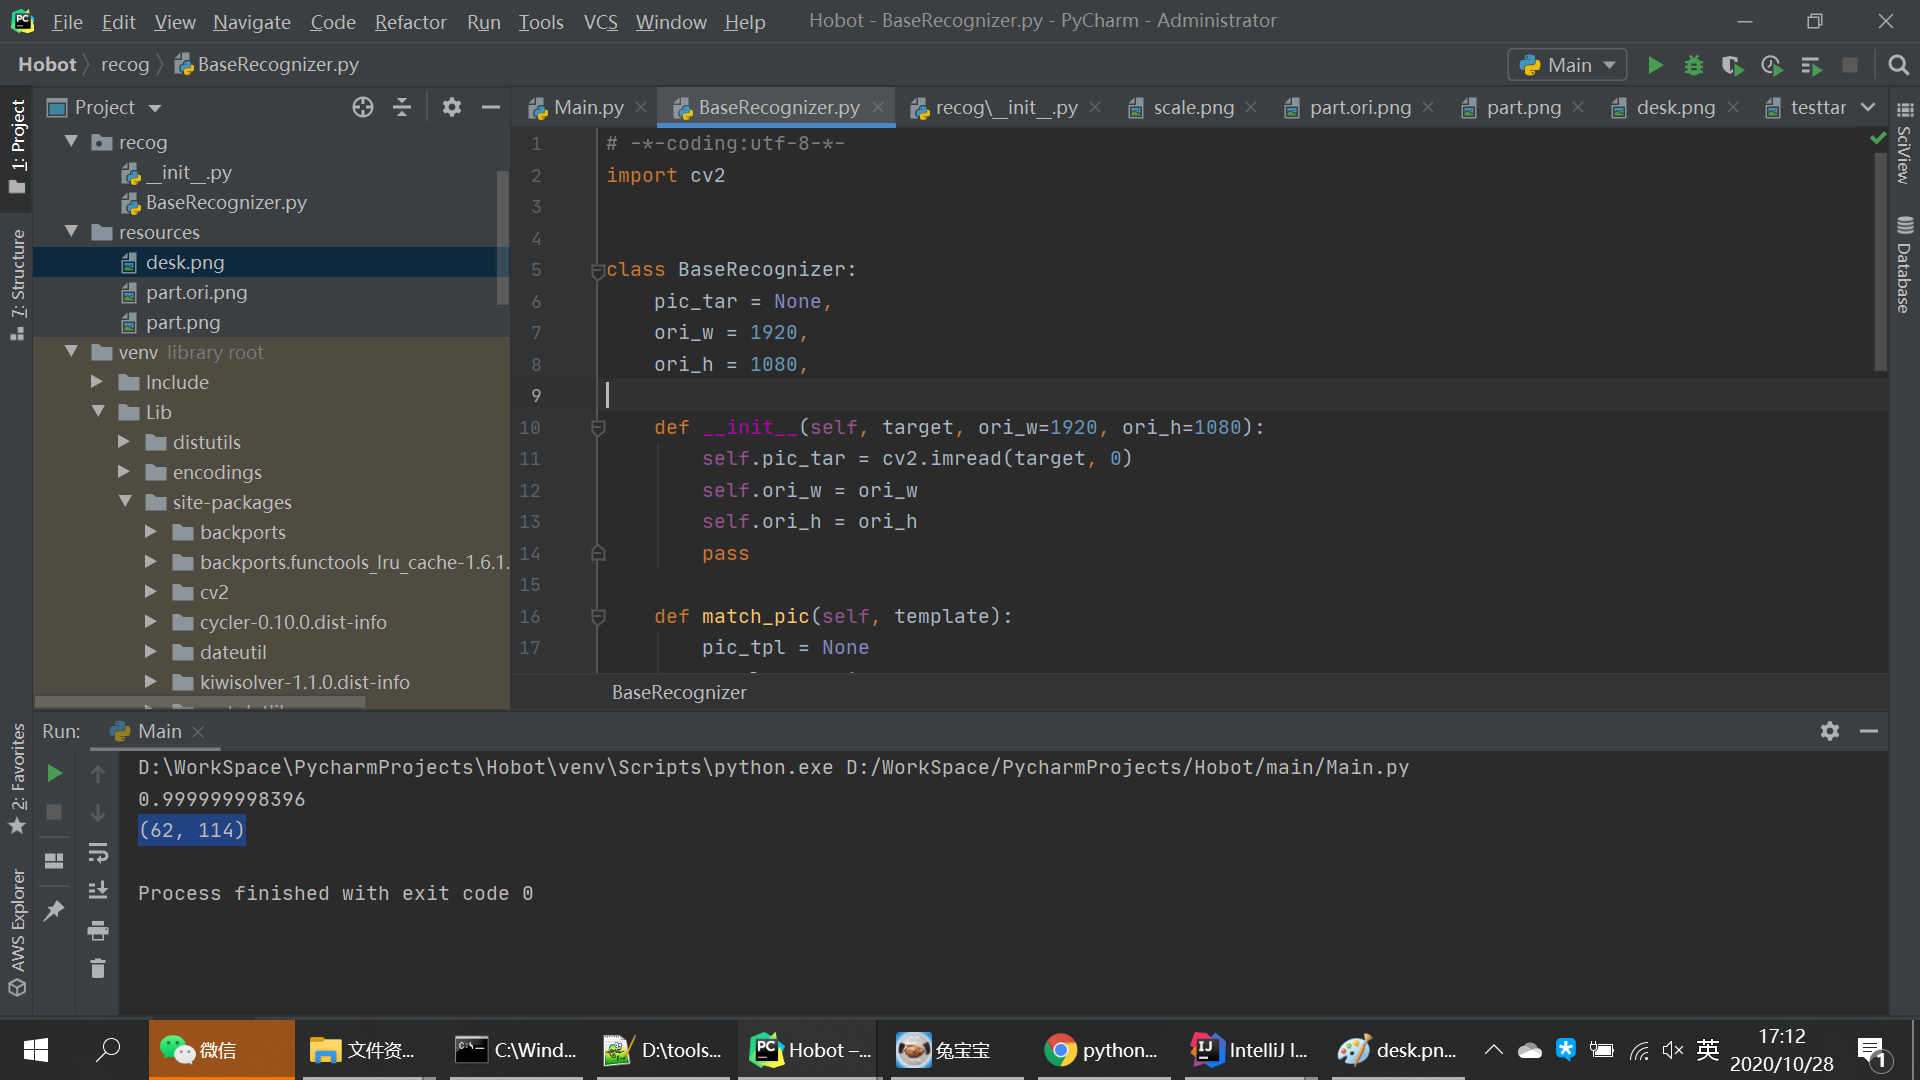 File Edit View Navigate Code Refactor Run Tools VCS Window Help Hobot - BaseRecognizer.py - PyCharm - Administrator
Hobot recog BaseRecognizer.py Main
1: Project
7: Structure
2: Favorites
AWS Explorer
Project
recog
__init__.py
BaseRecognizer.py
resources
desk.png
part.ori.png
part.png
venv library root
Include
Lib
distutils
encodings
site-packages
backports
backports.functools_lru_cache-1.6.1.
cv2
cycler-0.10.0.dist-info
dateutil
kiwisolver-1.1.0.dist-info
Main.py BaseRecognizer.py recog\__init__.py scale.png part.ori.png part.png desk.png testtar
1 # -*-coding:utf-8-*-
2 import cv2
3
4
5 class BaseRecognizer:
6 pic_tar = None,
7 ori_w = 1920,
8 ori_h = 1080,
9
10 def __init__(self, target, ori_w=1920, ori_h=1080):
11 self.pic_tar = cv2.imread(target, 0)
12 self.ori_w = ori_w
13 self.ori_h = ori_h
14 pass
15
16 def match_pic(self, template):
17 pic_tpl = None
BaseRecognizer
SciView
Database
Run: Main
D:\WorkSpace\PycharmProjects\Hobot\venv\Scripts\python.exe D:/WorkSpace/PycharmProjects/Hobot/main/Main.py
0.999999998396
(62, 114)
Process finished with exit code 0
微信 文件资... C:\Wind... D:\tools... Hobot –... 兔宝宝 python... IntelliJ I... desk.pn... 英 17:12
2020/10/28 1